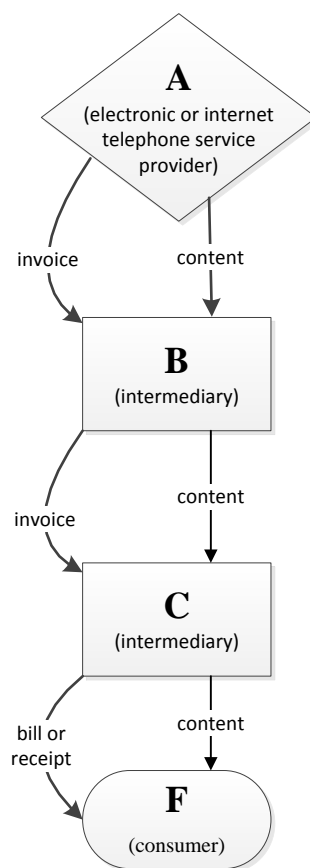 A
(electronic or internet
telephone service
provider)
invoice
content
B
(intermediary)
content
invoice
C
(intermediary)
content
bill or
receipt
F
(consumer)